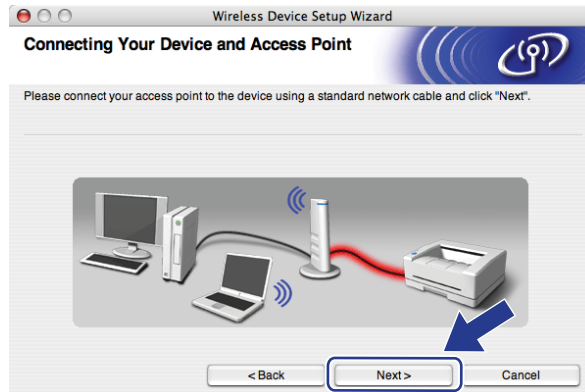 Wireless Device Setup Wizard
Connecting Your Device and Access Point
Please connect your access point to the device using a standard network cable and click "Next".
< Back
Next >
Cancel